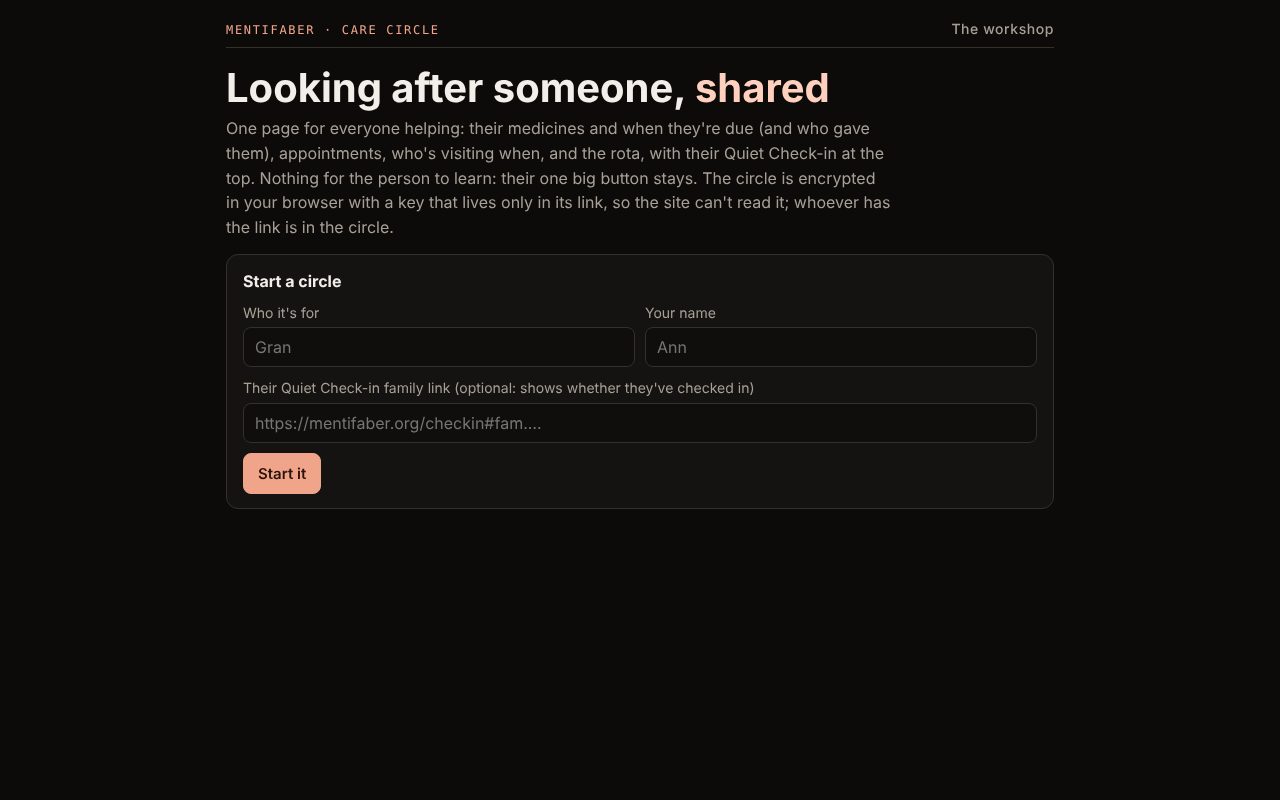 MENTIFABER · CARE CIRCLE
The workshop
Looking after someone, shared
One page for everyone helping: their medicines and when they're due (and who gave
them), appointments, who's visiting when, and the rota, with their Quiet Check-in at the
top. Nothing for the person to learn: their one big button stays. The circle is encrypted
in your browser with a key that lives only in its link, so the site can't read it; whoever has
the link is in the circle.
Start a circle
Who it's for
Your name
Gran
Ann
Their Quiet Check-in family link (optional: shows whether they've checked in)
https://mentifaber.org/checkin#fam....
Start it